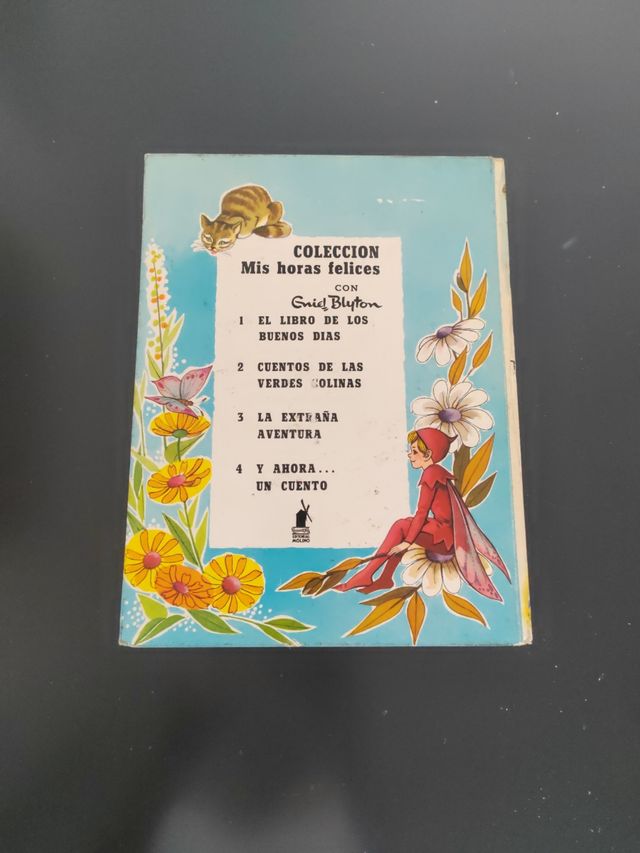 COLECCION
Mis horas felices
CON
Enid Blyton
1 EL LIBRO DE LOS
BUENOS DIAS
2 CUENTOS DE LAS
VERDES COLINAS
3 LA EXTRAÑA
AVENTURA
4 Y AHORA...
UN CUENTO
EDITORIAL
MOLINO